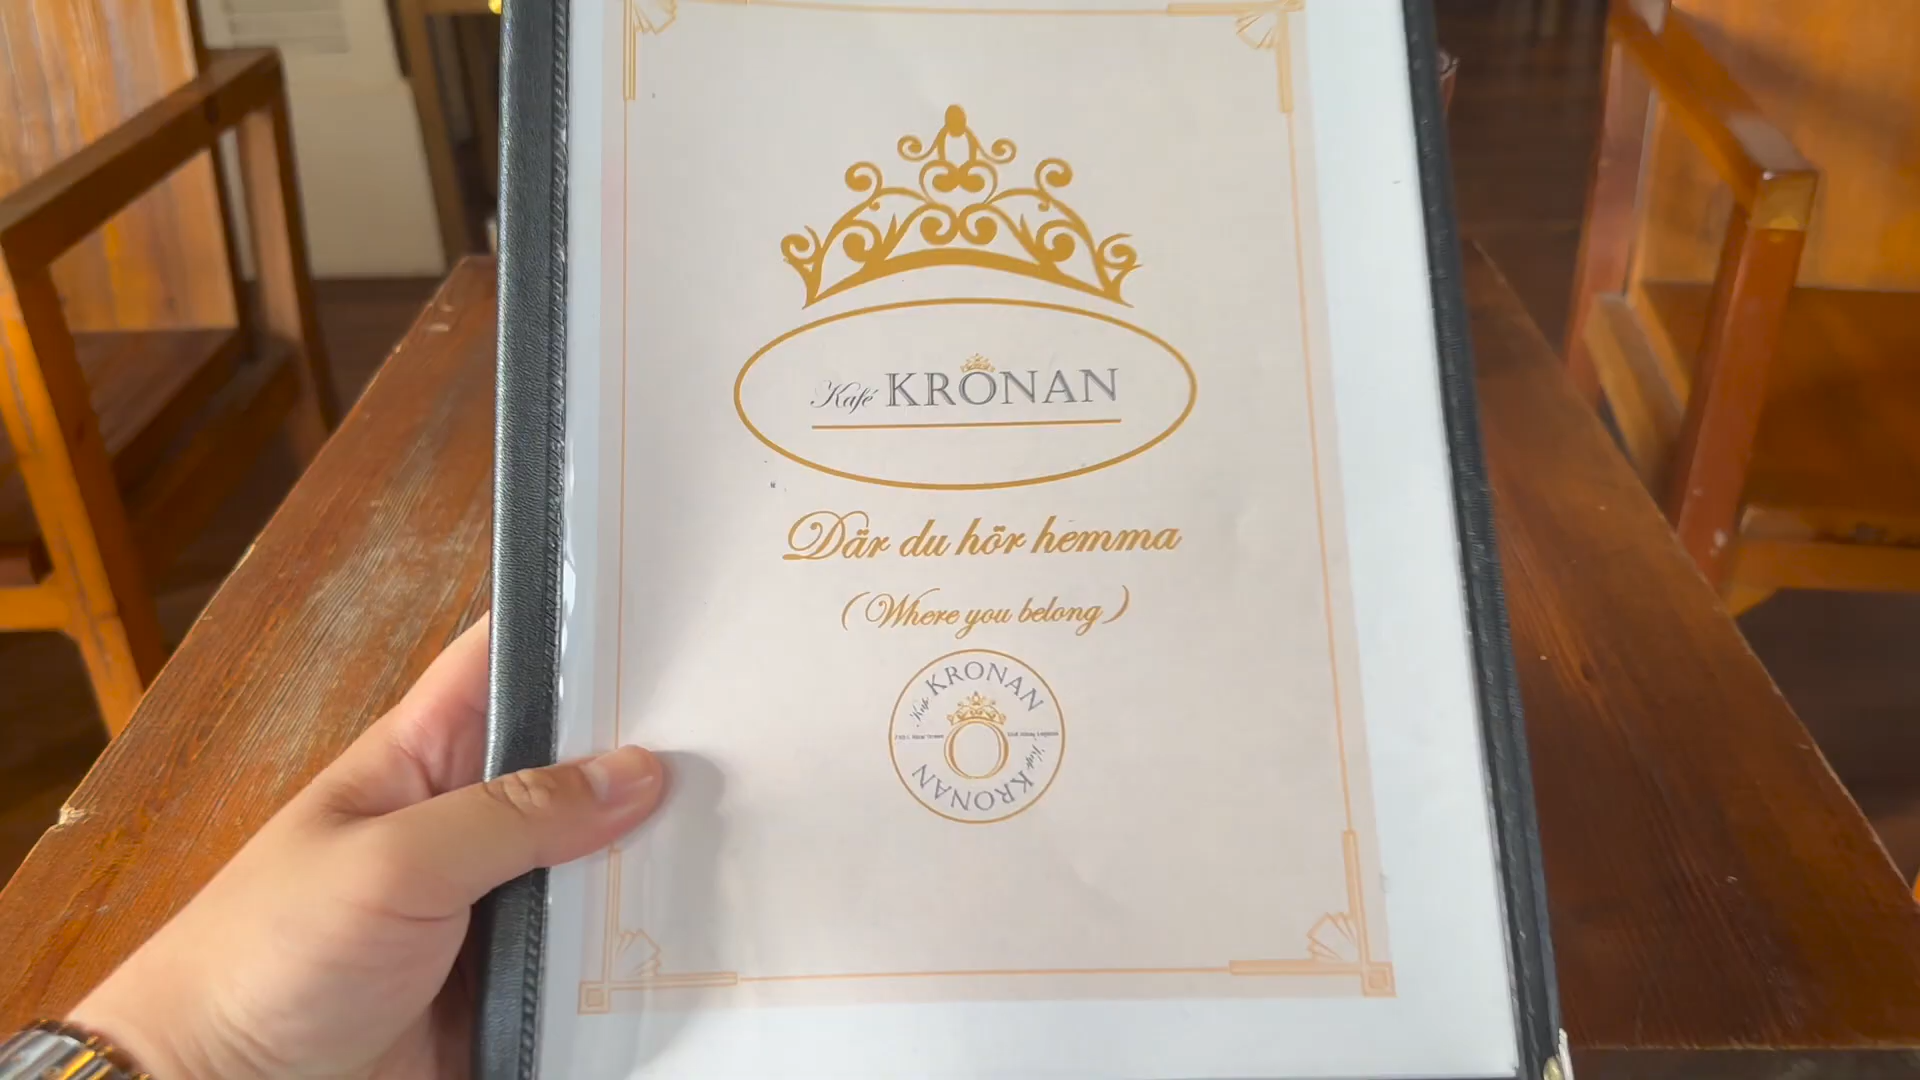 Kafé KRONAN
Där du hör hemma
(Where you belong)
Kafé KRONAN
Kafé KRONAN